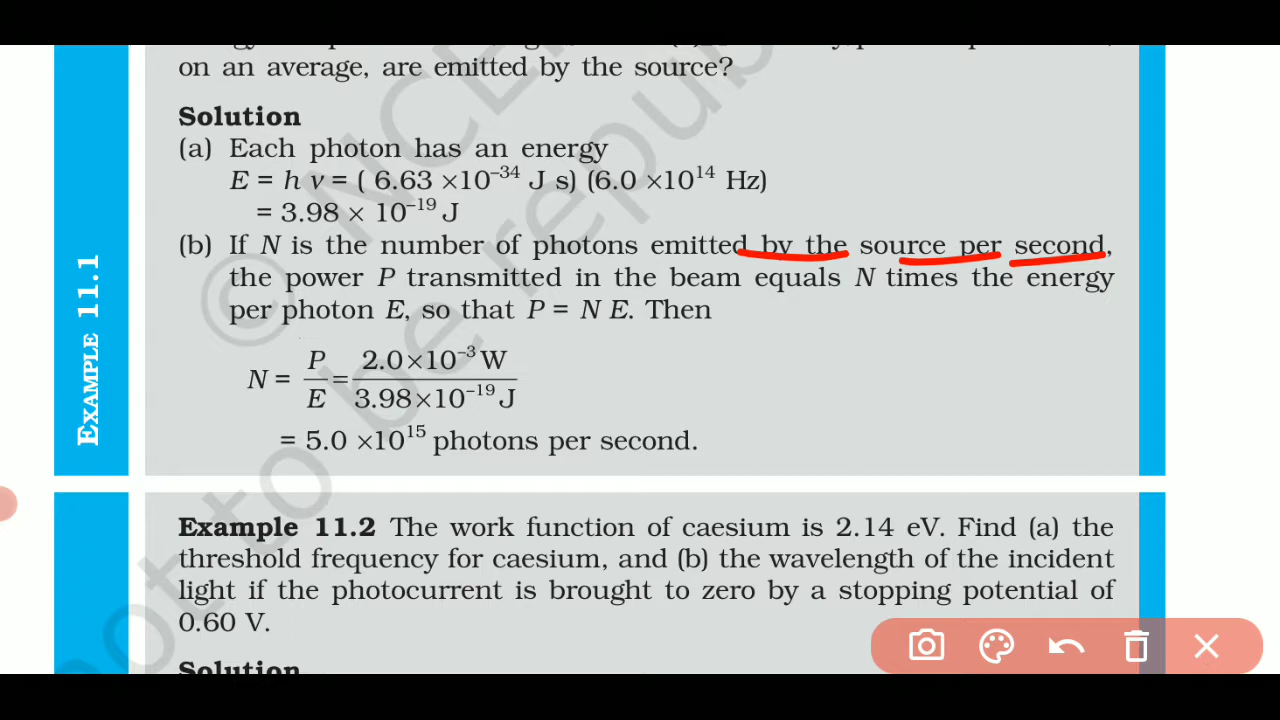 on an average, are emitted by the source?
Solution
(a) Each photon has an energy
E = h ν = ( 6.63 ×10⁻³⁴ J s) (6.0 ×10¹⁴ Hz)
= 3.98 × 10⁻¹⁹ J
(b) If N is the number of photons emitted by the source per second,
the power P transmitted in the beam equals N times the energy
per photon E, so that P = N E. Then
N = P/E = 2.0×10⁻³ W / 3.98×10⁻¹⁹ J
= 5.0 ×10¹⁵ photons per second.
EXAMPLE 11.1
Example 11.2 The work function of caesium is 2.14 eV. Find (a) the
threshold frequency for caesium, and (b) the wavelength of the incident
light if the photocurrent is brought to zero by a stopping potential of
0.60 V.
Solution
© NCE
not to be repub